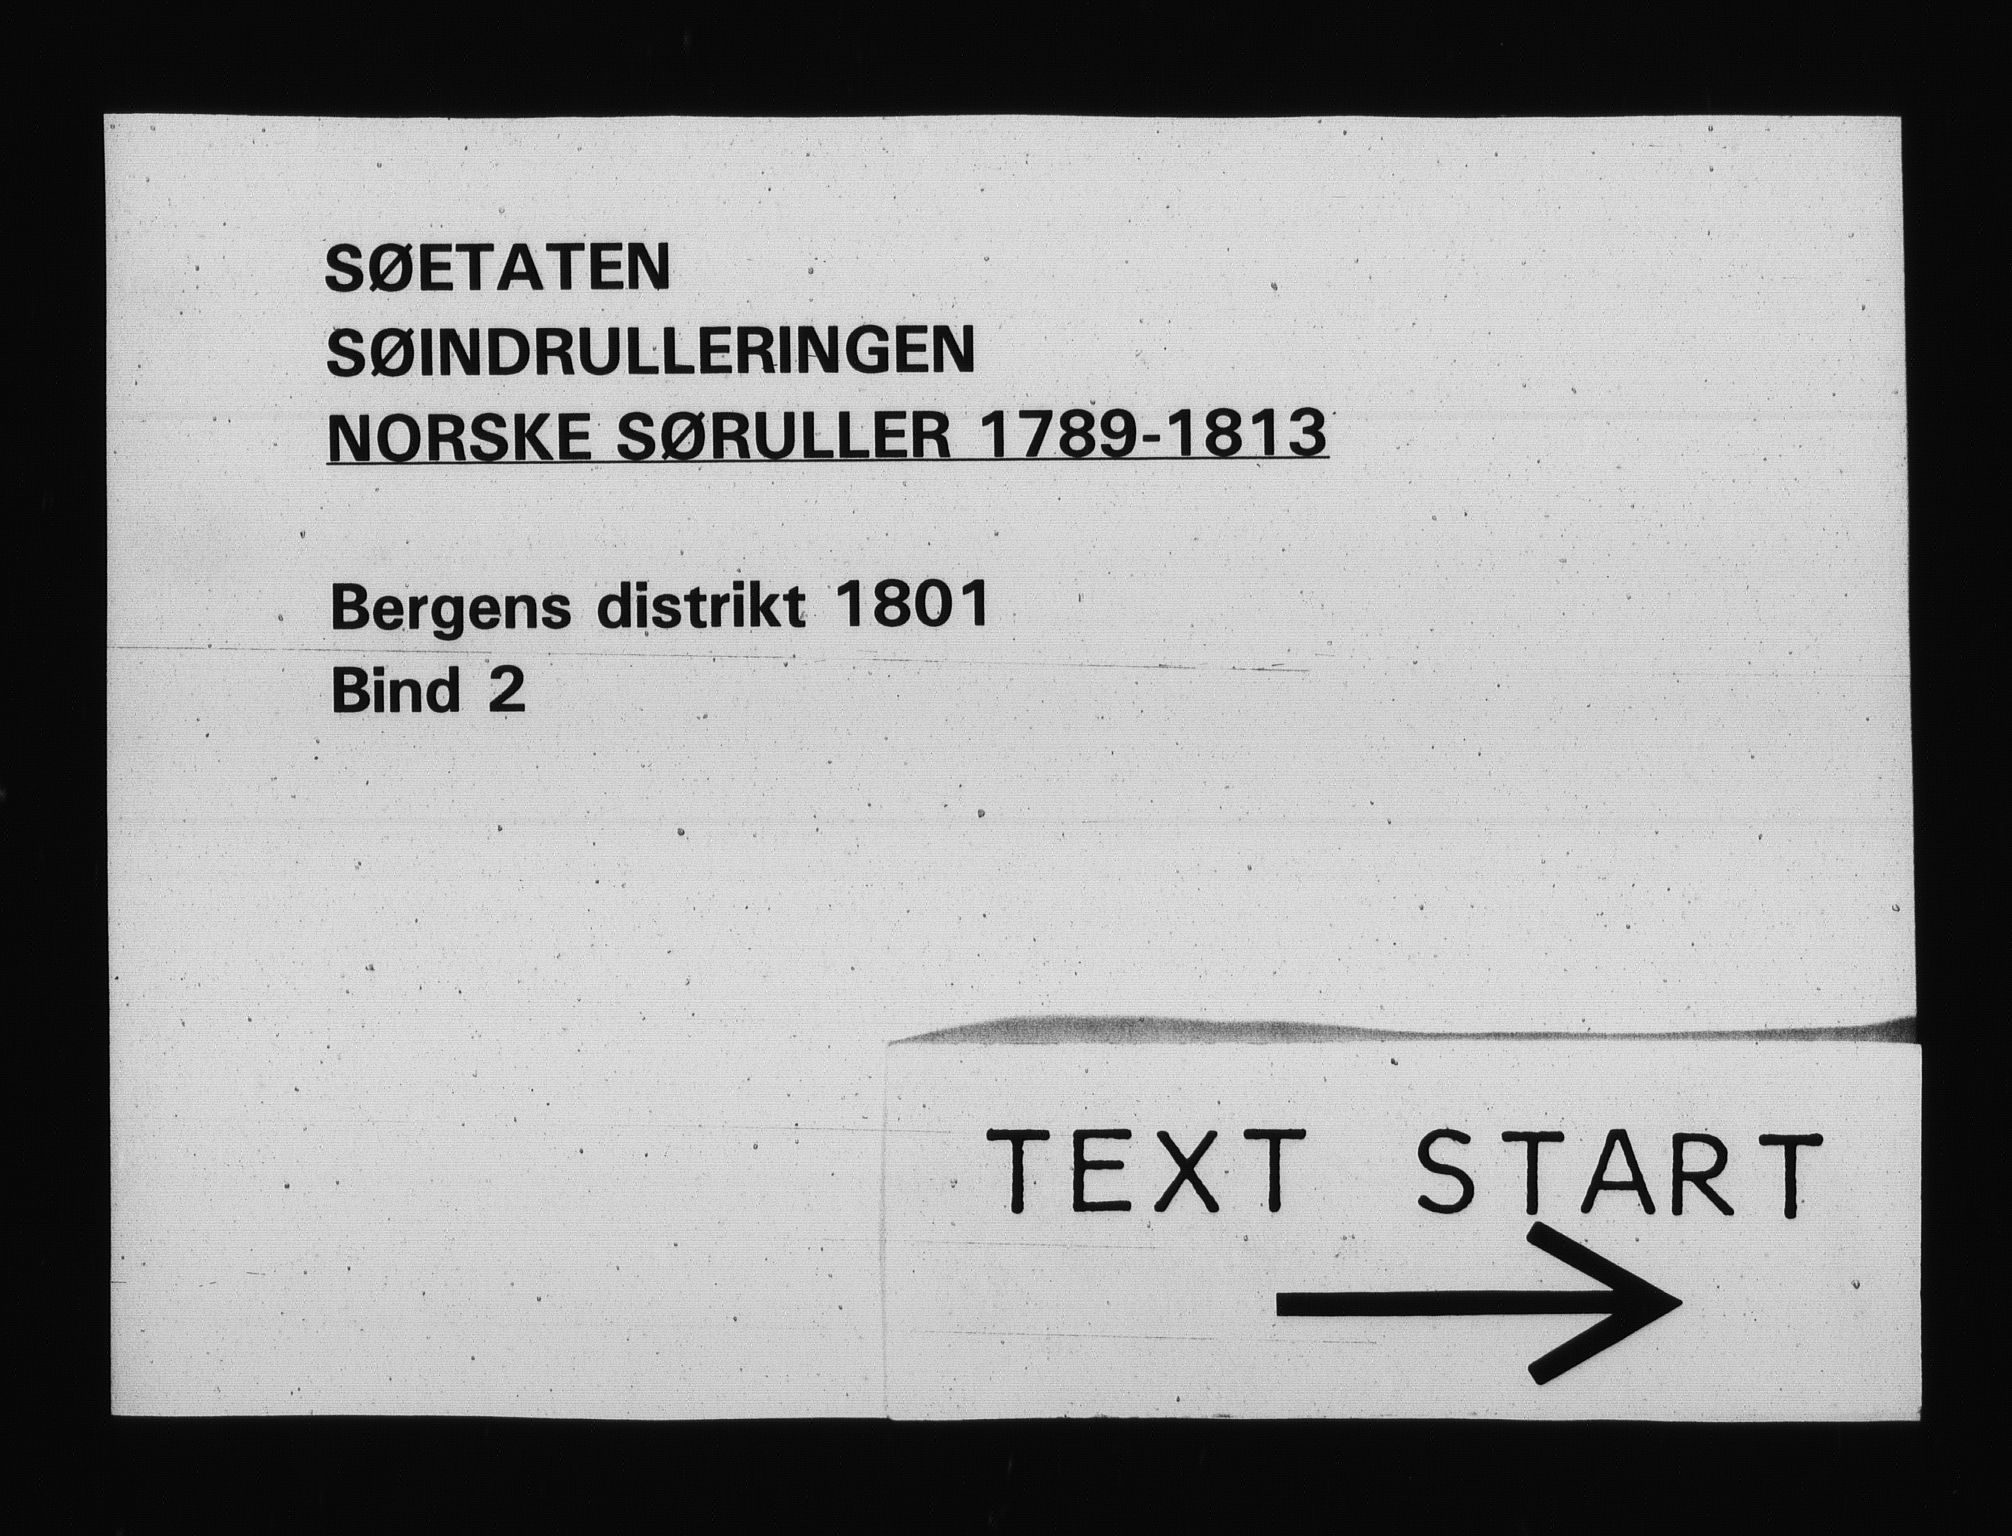 SØETATEN
SØINDRULLERINGEN
NORSKE SØRULLER 1789-1813
Bergens distrikt 1801
Bind 2
TEXT START